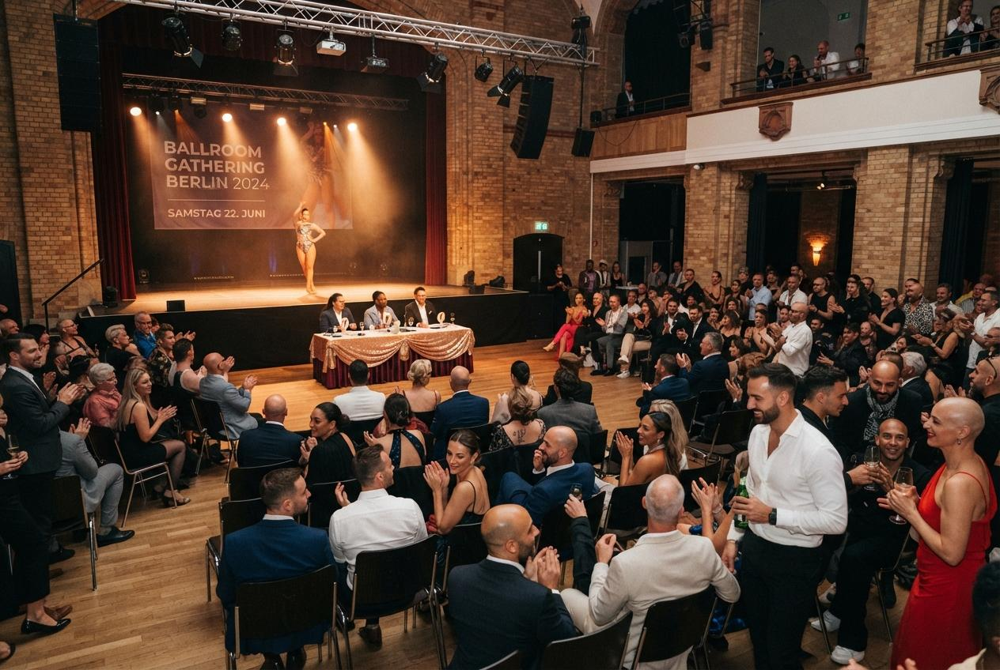 BALLROOM
GATHERING
BERLIN 2024
SAMSTAG 22. JUNI